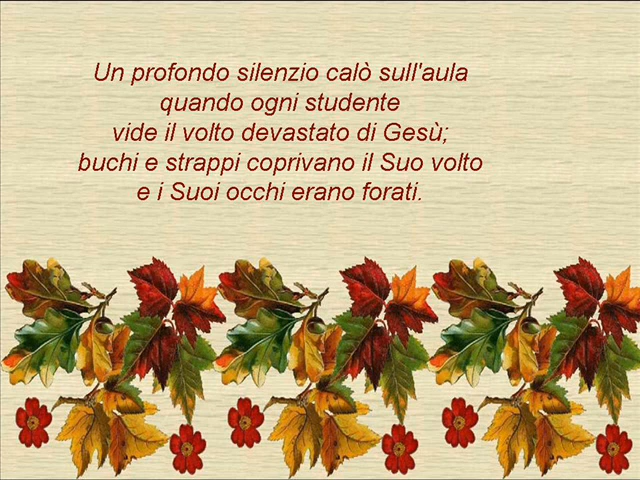 Un profondo silenzio calò sull'aula
quando ogni studente
vide il volto devastato di Gesù;
buchi e strappi coprivano il Suo volto
e i Suoi occhi erano forati.